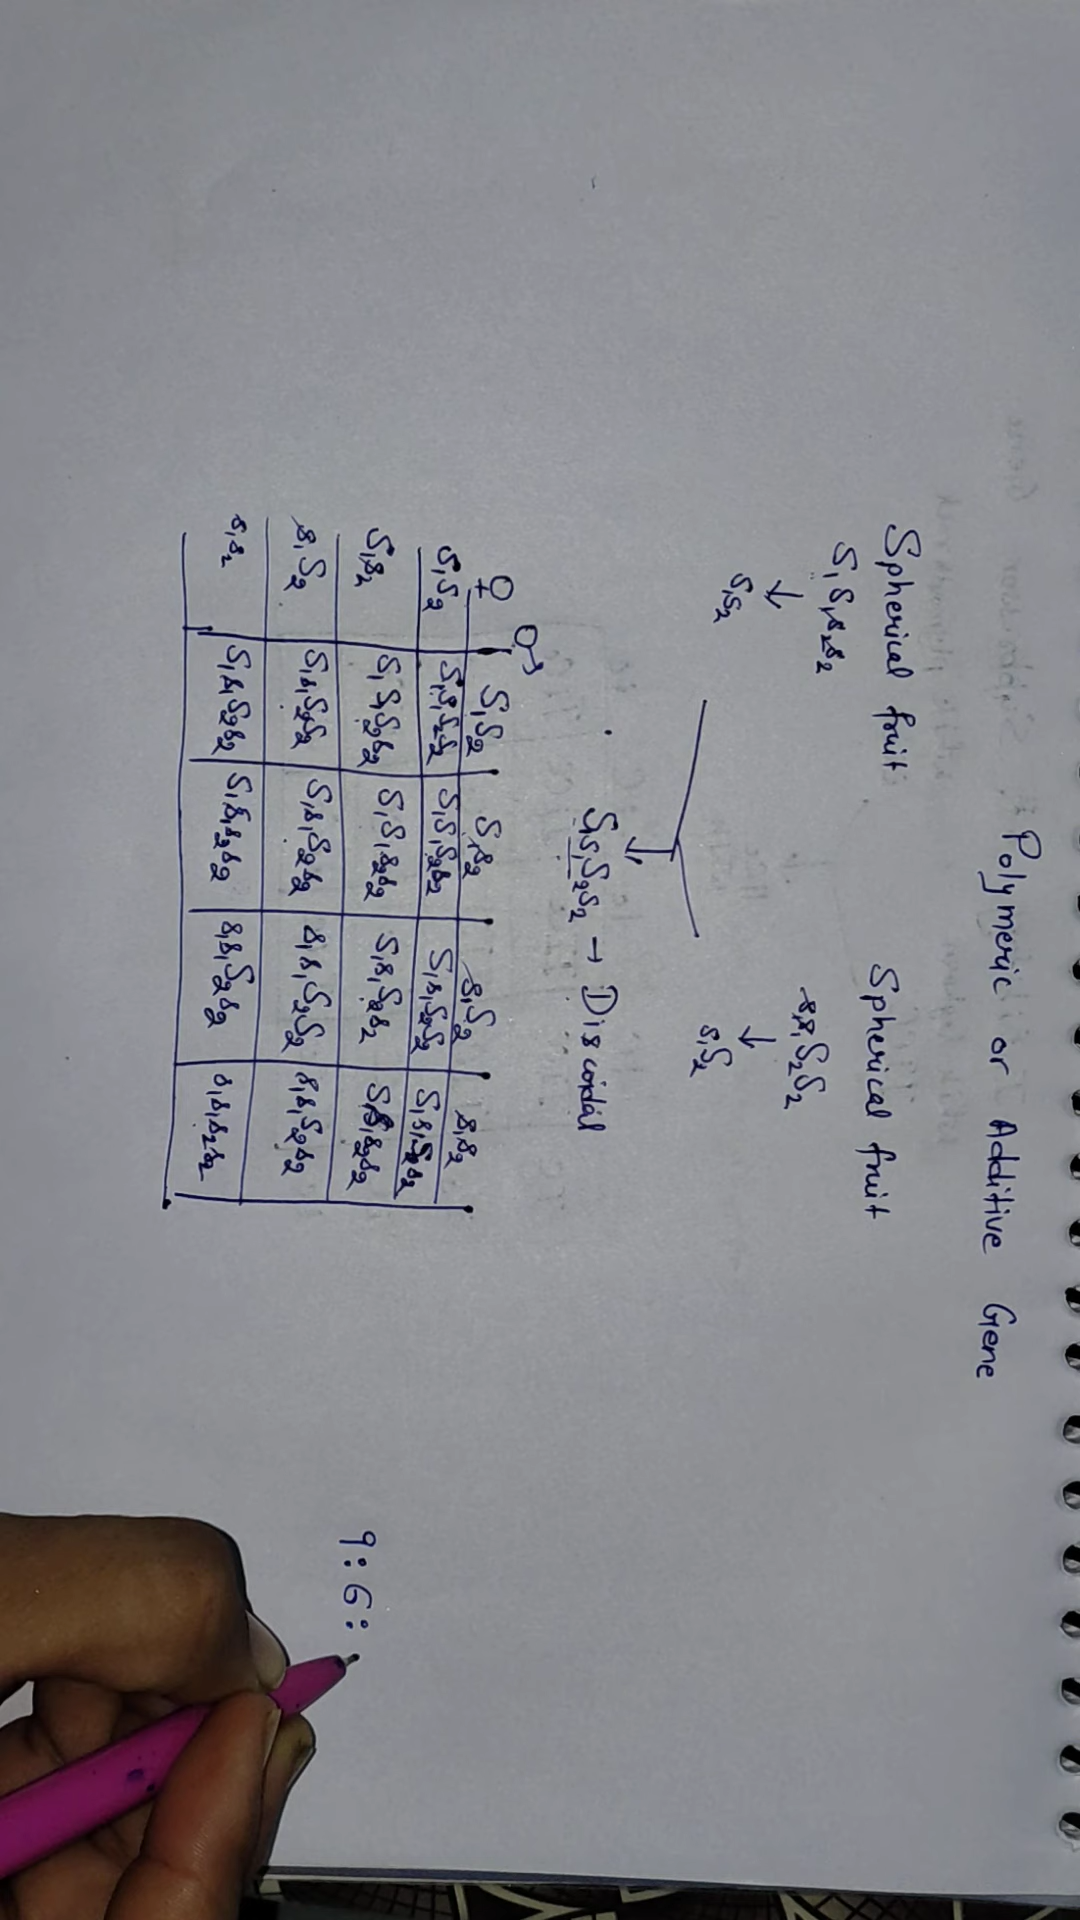 Polymeric or Additive Gene
Spherical fruit Spherical fruit
S₁S₁s₂s₂ s₁s₁S₂S₂
↓ ↓
S₁s₂ s₁S₂
↓
S₁s₁S₂s₂ → Discoidal
♂
♀ S₁S₂ S₁s₂ s₁S₂ s₁s₂
S₁S₂ S₁S₁S₂S₂ S₁S₁S₂s₂ S₁s₁S₂S₂ S₁s₁S₂s₂
S₁s₂ S₁S₁S₂s₂ S₁S₁s₂s₂ S₁s₁S₂s₂ S₁s₁s₂s₂
s₁S₂ S₁s₁S₂S₂ S₁s₁S₂s₂ s₁s₁S₂S₂ s₁s₁S₂s₂
s₁s₂ S₁s₁S₂s₂ S₁s₁s₂s₂ s₁s₁S₂s₂ s₁s₁s₂s₂
9:6: